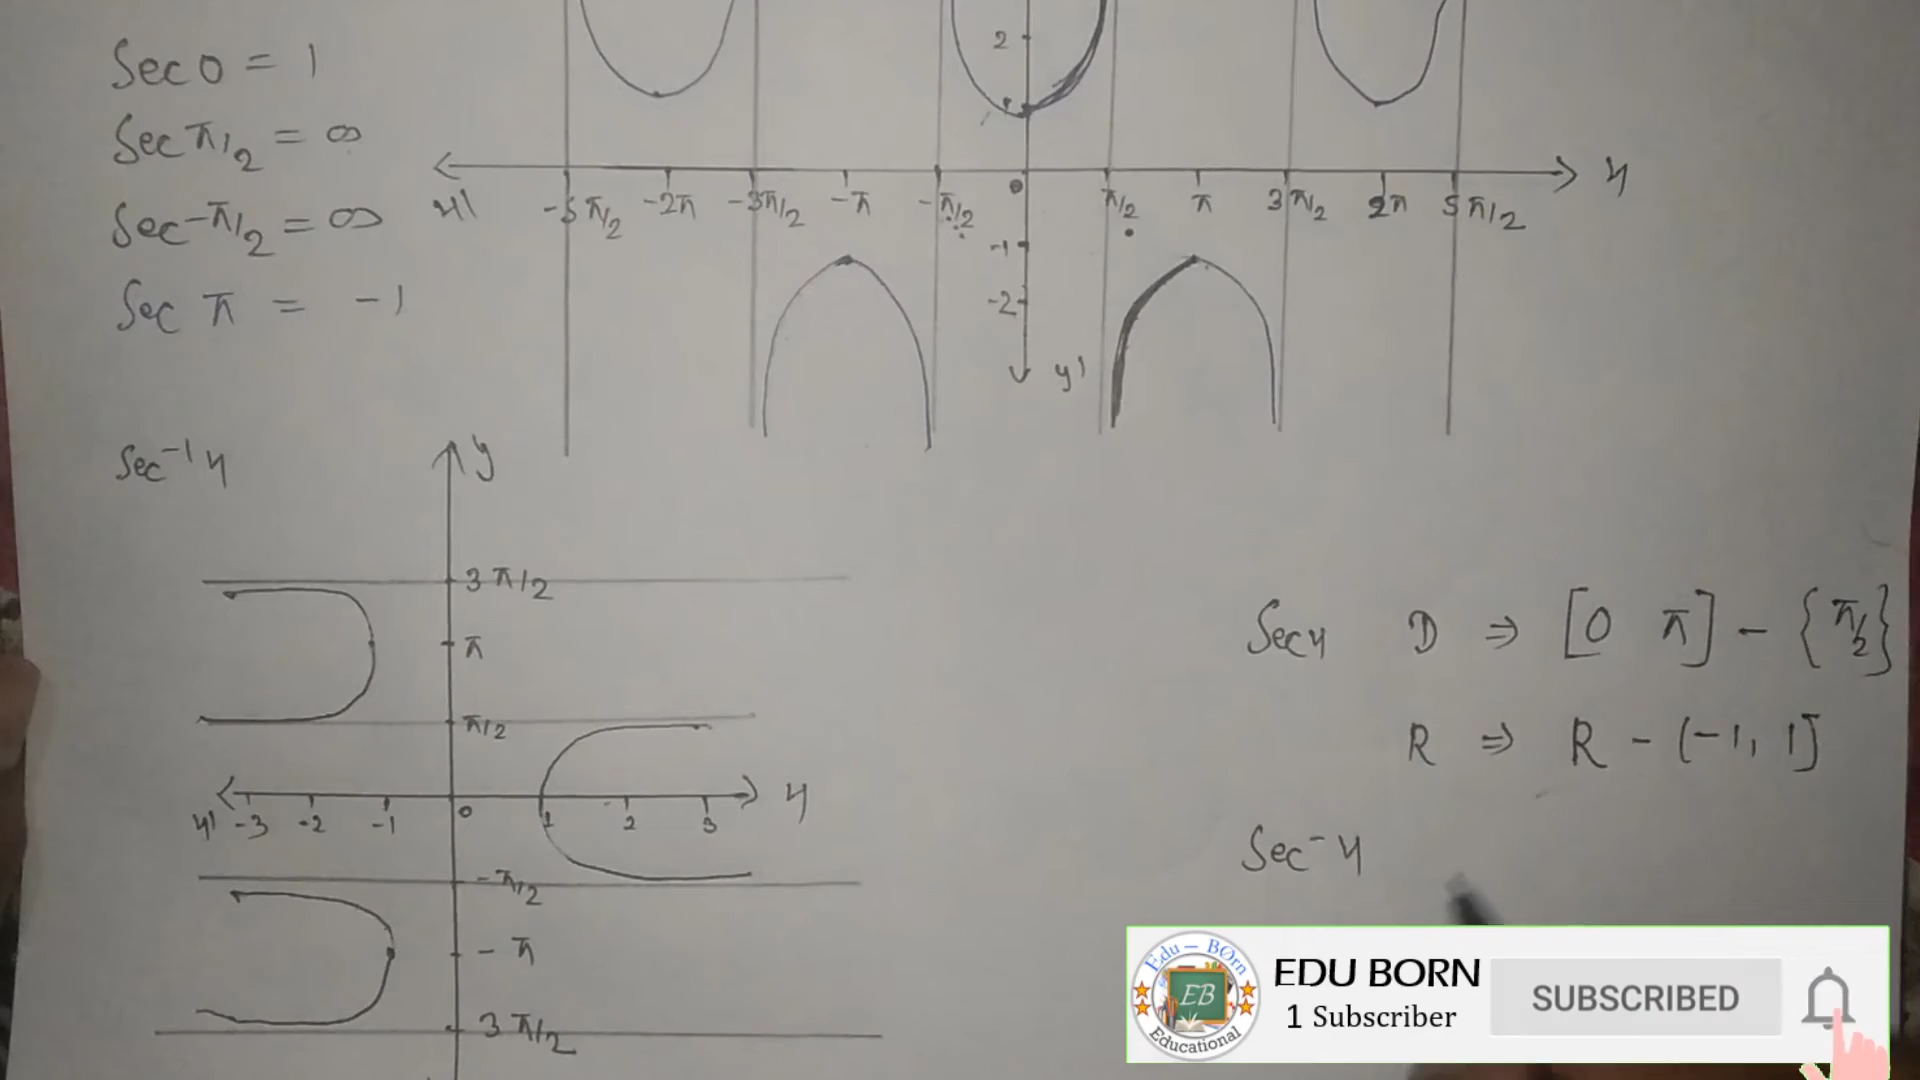 Sec 0 = 1
Sec π/2 = ∞
Sec -π/2 = ∞
Sec π = -1
2
1
x' -5π/2 -2π -3π/2 -π -π/2 0 π/2 π 3π/2 2π 5π/2 x
-1
-2
y'
Sec⁻¹x
y
3π/2
π
π/2
x' -3 -2 -1 0 1 2 3 x
-π/2
-π
3π/2
Sec x D ⇒ [0 π] - {π/2}
R ⇒ R - (-1, 1]
Sec⁻x
Edu - BØrn
EB
Educational
EDU BORN
1 Subscriber
SUBSCRIBED